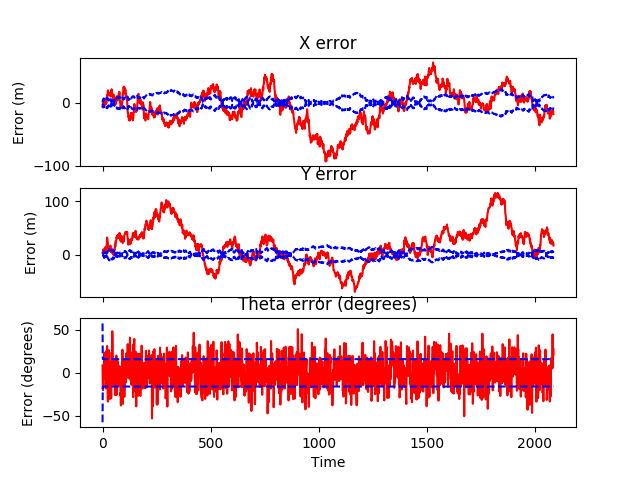 X error
Error (m)
0
−100
Y error
Error (m)
100
0
Theta error (degrees)
Error (degrees)
50
0
−50
0
500
1000
1500
2000
Time